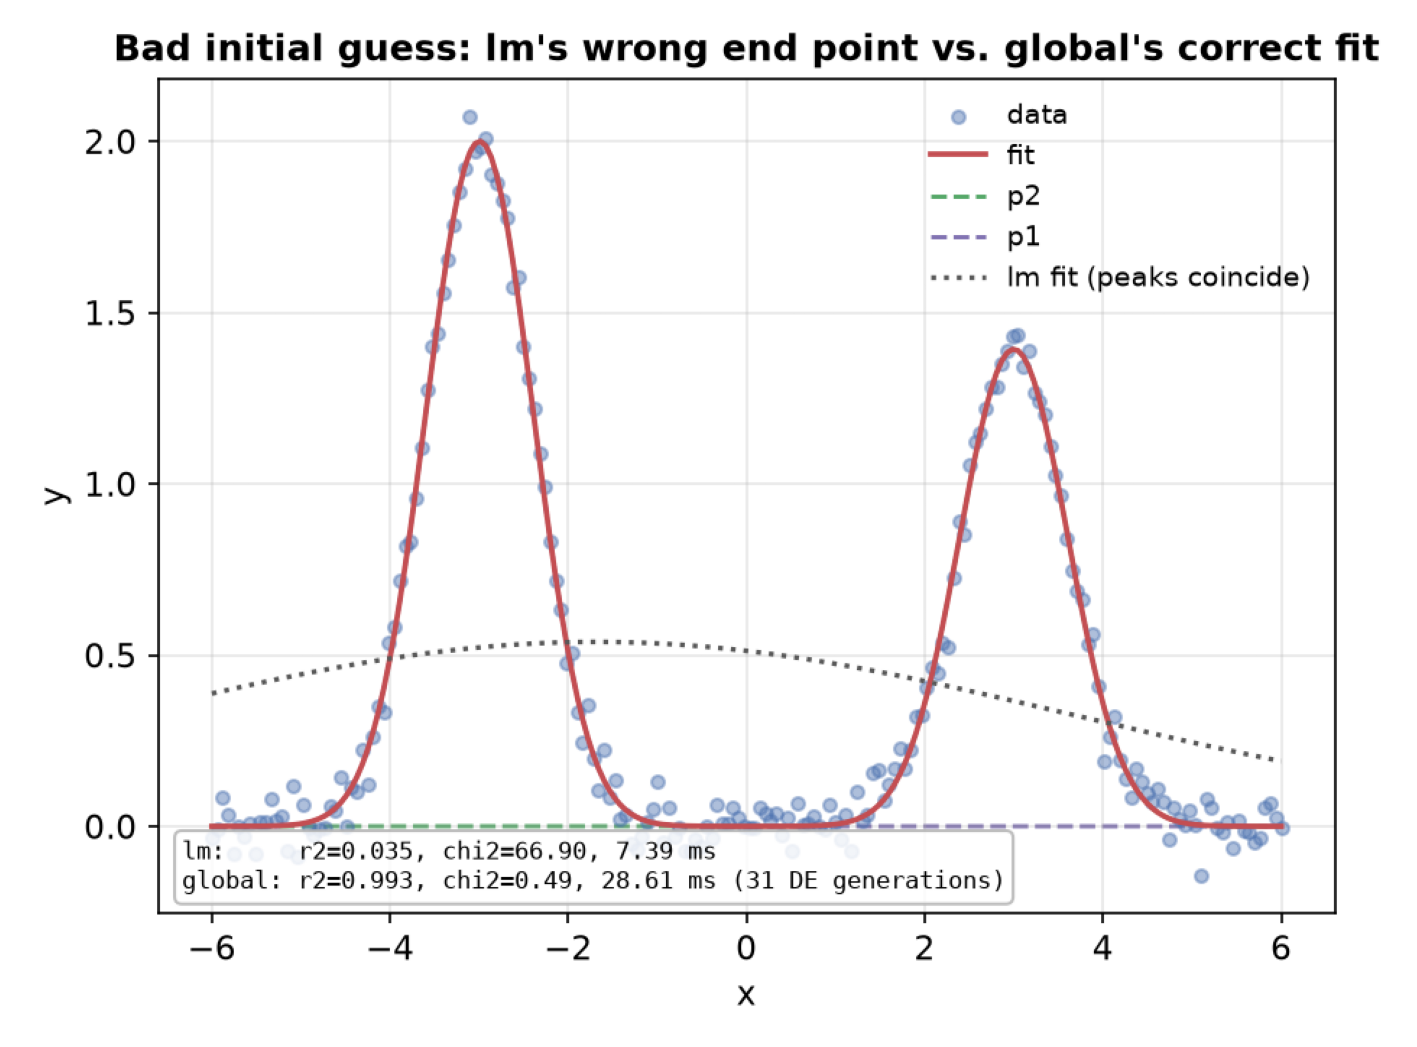 Bad initial guess: lm's wrong end point vs. global's correct fit
data
fit
p2
p1
lm fit (peaks coincide)
2.0
1.5
1.0
0.5
0.0
y
lm:     r2=0.035, chi2=66.90, 7.39 ms
global: r2=0.993, chi2=0.49, 28.61 ms (31 DE generations)
−6 −4 −2 0 2 4 6
x